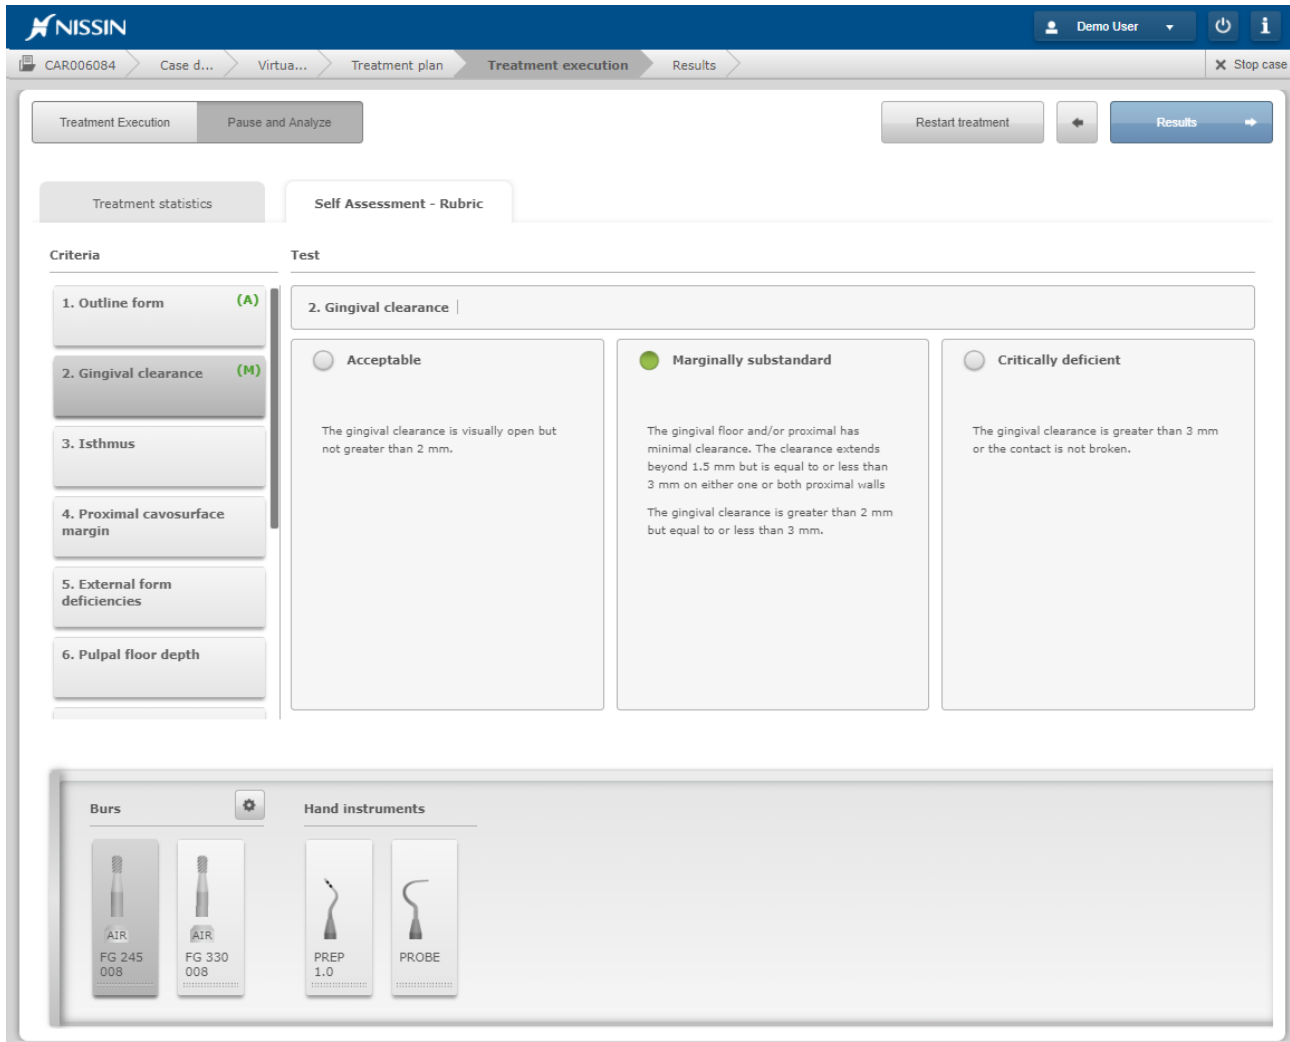 NISSIN
Demo User
CAR006084
Case d...
Virtua...
Treatment plan
Treatment execution
Results
Stop case
Treatment Execution
Pause and Analyze
Restart treatment
Results
Treatment statistics
Self Assessment - Rubric
Criteria
Test
1. Outline form (A)
2. Gingival clearance (M)
3. Isthmus
4. Proximal cavosurface
margin
5. External form
deficiencies
6. Pulpal floor depth
2. Gingival clearance
Acceptable
The gingival clearance is visually open but
not greater than 2 mm.
Marginally substandard
The gingival floor and/or proximal has
minimal clearance. The clearance extends
beyond 1.5 mm but is equal to or less than
3 mm on either one or both proximal walls
The gingival clearance is greater than 2 mm
but equal to or less than 3 mm.
Critically deficient
The gingival clearance is greater than 3 mm
or the contact is not broken.
Burs
AIR
FG 245
008
AIR
FG 330
008
Hand instruments
PREP
1.0
PROBE